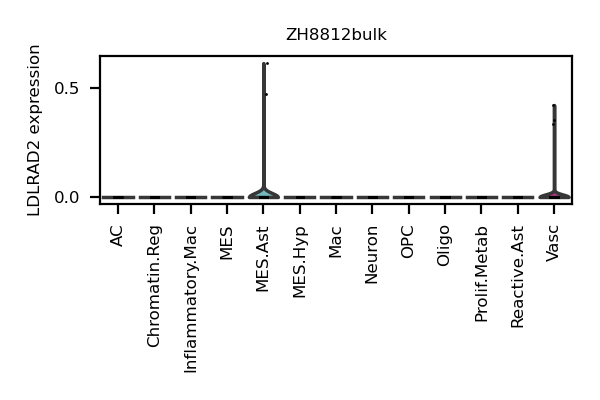 ZH8812bulk
LDLRAD2 expression
0.5
0.0
AC
Chromatin.Reg
Inflammatory.Mac
MES
MES.Ast
MES.Hyp
Mac
Neuron
OPC
Oligo
Prolif.Metab
Reactive.Ast
Vasc